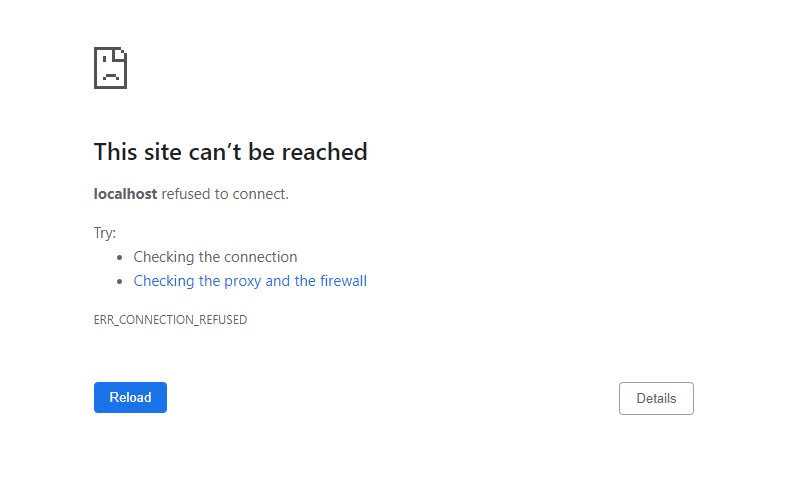 This site can’t be reached
localhost refused to connect.
Try:
• Checking the connection
• Checking the proxy and the firewall
ERR_CONNECTION_REFUSED
Reload
Details